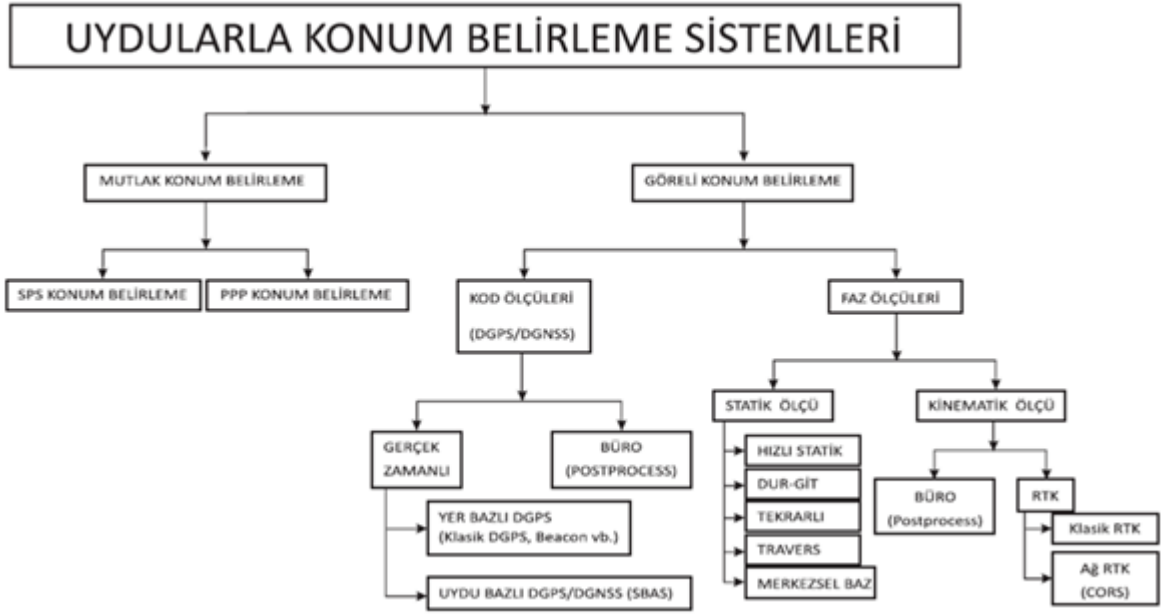 UYDULARLA KONUM BELİRLEME SİSTEMLERİ
MUTLAK KONUM BELİRLEME
GÖRELİ KONUM BELİRLEME
SPS KONUM BELİRLEME
PPP KONUM BELİRLEME
KOD ÖLÇÜLERİ
(DGPS/DGNSS)
FAZ ÖLÇÜLERİ
GERÇEK
ZAMANLI
BÜRO
(POSTPROCESS)
YER BAZLI DGPS
(Klasik DGPS, Beacon vb.)
UYDU BAZLI DGPS/DGNSS (SBAS)
STATİK ÖLÇÜ
HIZLI STATİK
DUR-GİT
TEKRARLI
TRAVERS
MERKEZSEL BAZ
KİNEMATİK ÖLÇÜ
BÜRO
(Postprocess)
RTK
Klasik RTK
Ağ RTK
(CORS)